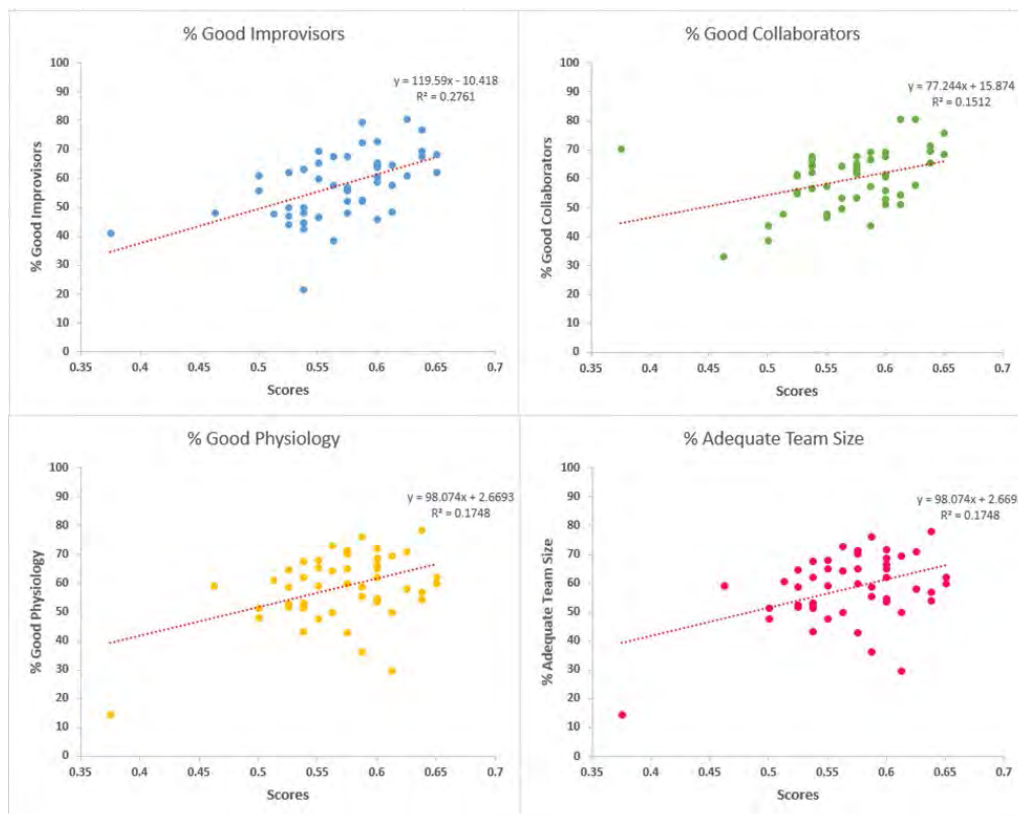 % Good Improvisors
y = 119.59x - 10.418
R² = 0.2761
% Good Improvisors
100
90
80
70
60
50
40
30
20
10
0
0.35 0.4 0.45 0.5 0.55 0.6 0.65 0.7
Scores
% Good Collaborators
y = 77.244x + 15.874
R² = 0.1512
% Good Collaborators
100
90
80
70
60
50
40
30
20
10
0
0.35 0.4 0.45 0.5 0.55 0.6 0.65 0.7
Scores
% Good Physiology
y = 98.074x + 2.6693
R² = 0.1748
% Good Physiology
100
90
80
70
60
50
40
30
20
10
0
0.35 0.4 0.45 0.5 0.55 0.6 0.65 0.7
Scores
% Adequate Team Size
y = 98.074x + 2.669
R² = 0.1748
% Adequate Team Size
100
90
80
70
60
50
40
30
20
10
0
0.35 0.4 0.45 0.5 0.55 0.6 0.65 0.7
Scores